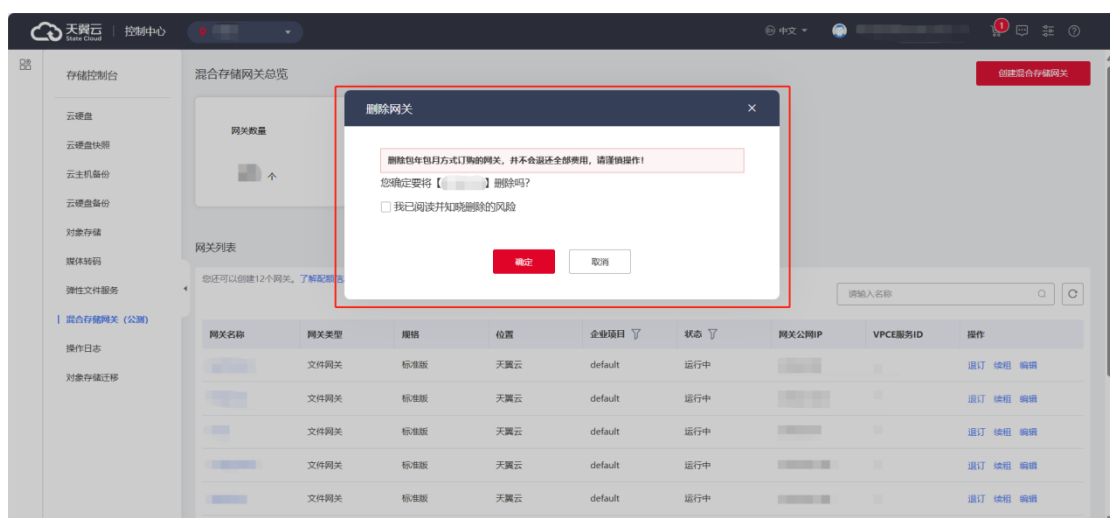 天翼云 State Cloud 控制中心 中文 1
存储控制台
云硬盘
云硬盘快照
云主机备份
云硬盘备份
对象存储
媒体转码
弹性文件服务
混合存储网关（公测）
操作日志
对象存储迁移
混合存储网关总览 创建混合存储网关
网关数量
个
删除网关
删除包年包月方式订购的网关，并不会退还全部费用，请谨慎操作！
您确定要将【 】删除吗?
我已阅读并知晓删除的风险
确定 取消
网关列表
您还可以创建12个网关。了解配额信 请输入名称
网关名称 网关类型 规格 位置 企业项目 状态 网关公网IP VPCE服务ID 操作
文件网关 标准版 天翼云 default 运行中 退订 续租 编辑
文件网关 标准版 天翼云 default 运行中 退订 续租 编辑
文件网关 标准版 天翼云 default 运行中 退订 续租 编辑
文件网关 标准版 天翼云 default 运行中 退订 续租 编辑
文件网关 标准版 天翼云 default 运行中 退订 续租 编辑